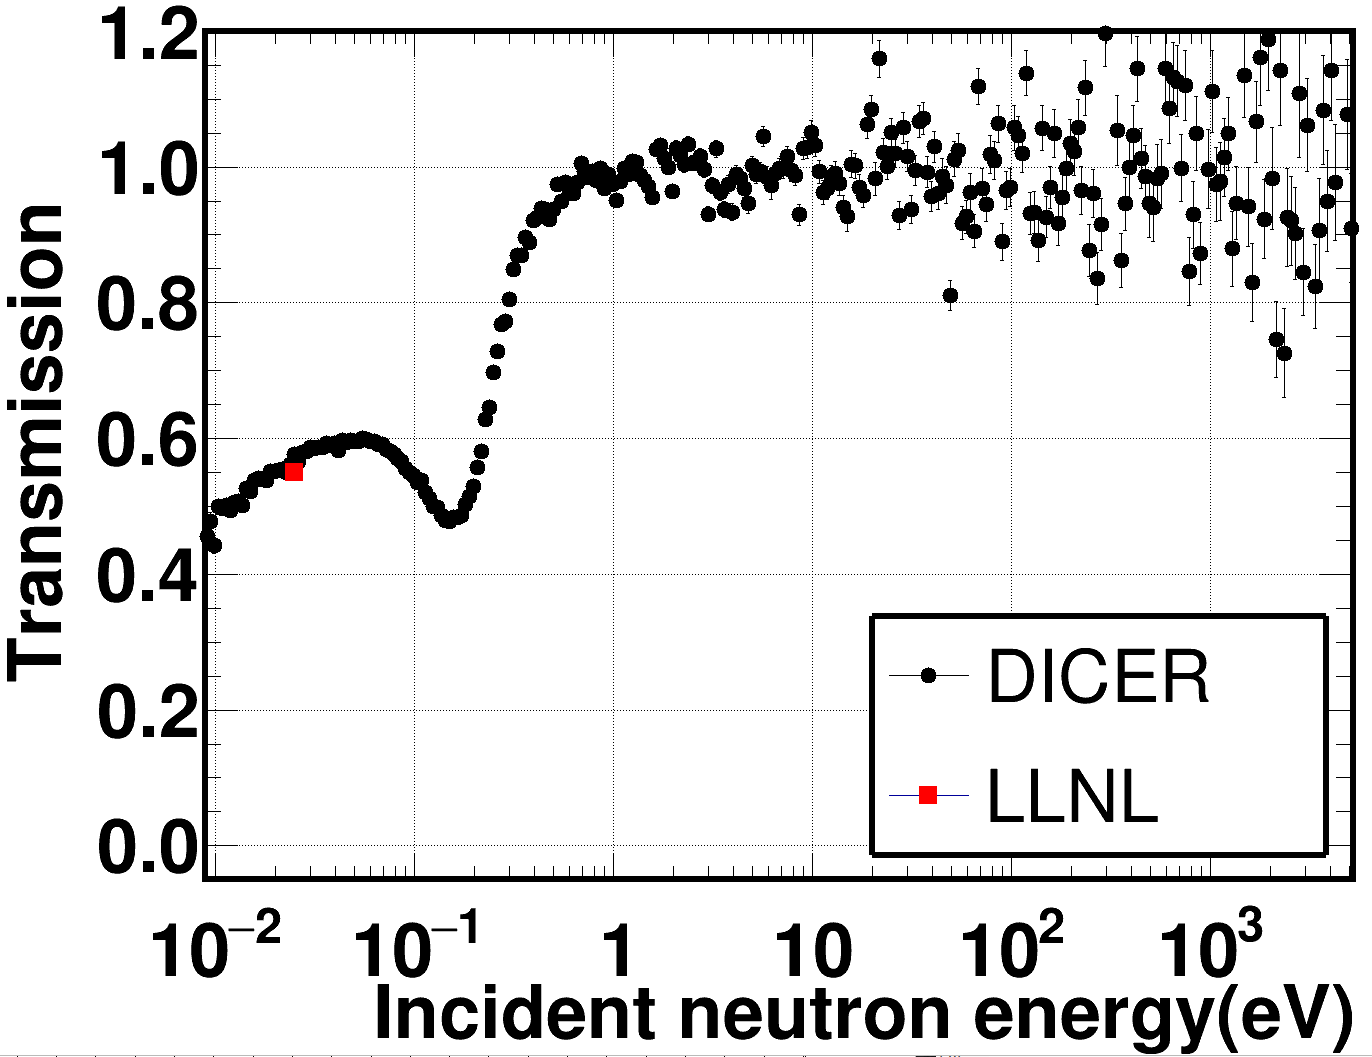 1.2
1.0
0.8
0.6
0.4
0.2
0.0
Transmission
DICER
LLNL
10⁻² 10⁻¹ 1 10 10² 10³
Incident neutron energy(eV)